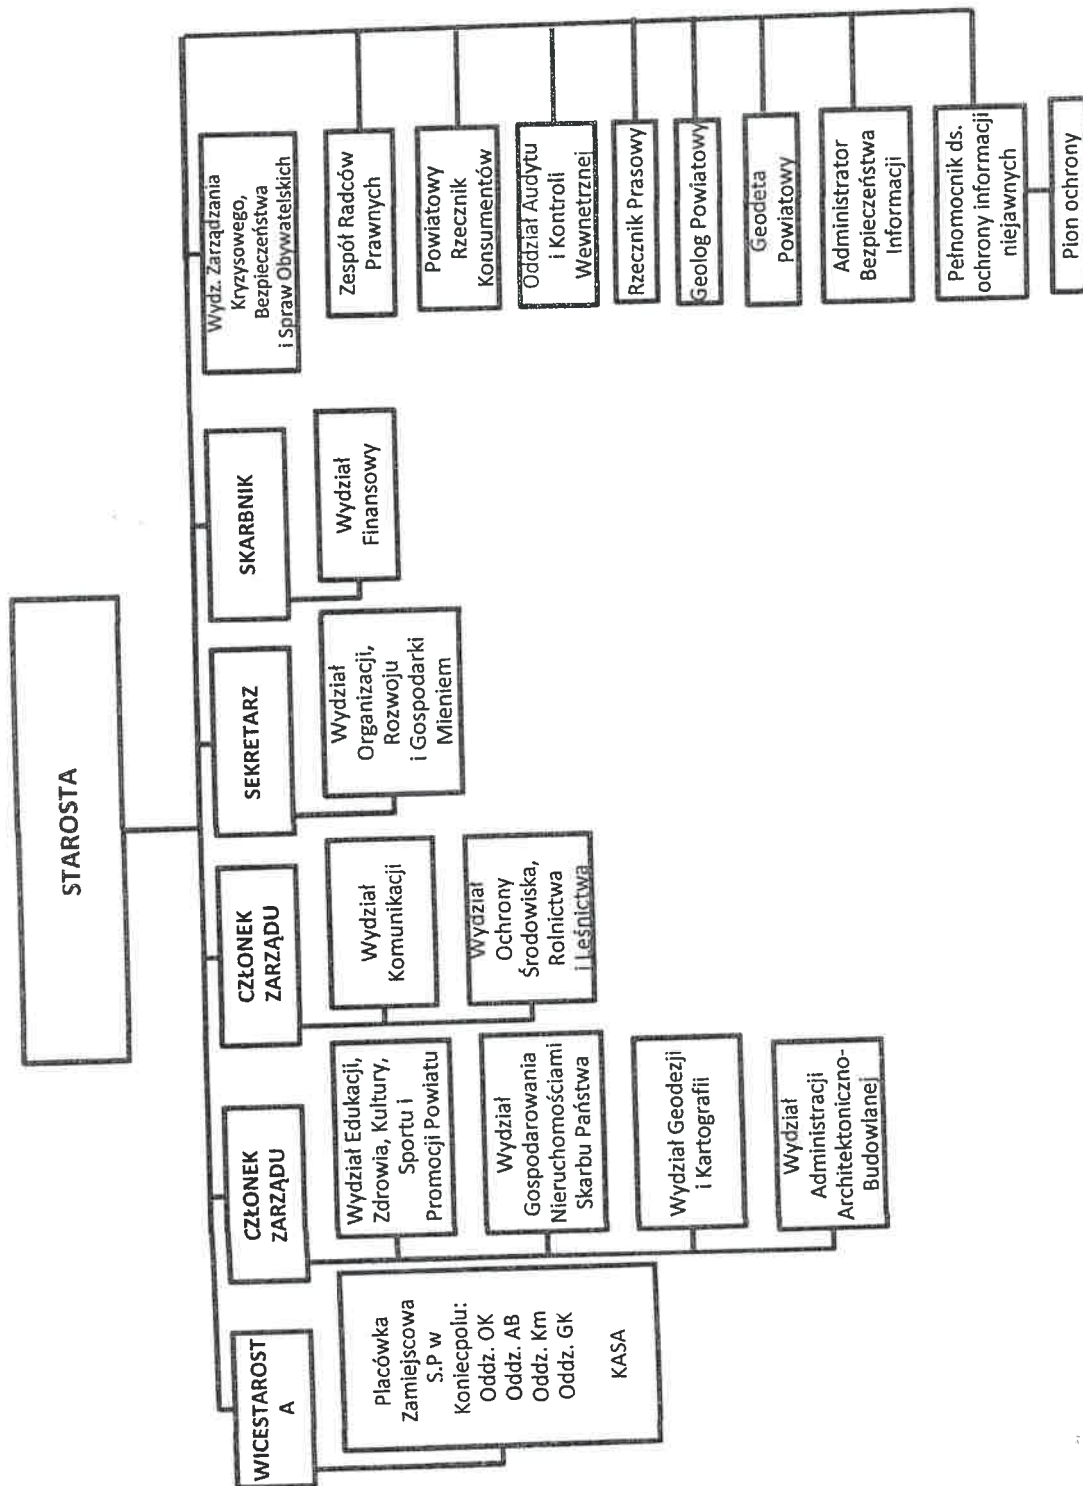 STAROSTA
WICESTAROST
A
CZŁONEK
ZARZĄDU
CZŁONEK
ZARZĄDU
SEKRETARZ
SKARBNIK
Wydz. Zarządzania
Kryzysowego,
Bezpieczeństwa
i Spraw Obywatelskich
Placówka
Zamiejscowa
S.P w
Koniecpolu:
Oddz. OK
Oddz. AB
Oddz. Km
Oddz. GK
KASA
Wydział Edukacji,
Zdrowia, Kultury,
Sportu i
Promocji Powiatu
Wydział
Gospodarowania
Nieruchomościami
Skarbu Państwa
Wydział Geodezji
i Kartografii
Wydział
Administracji
Architektoniczno-
Budowlanej
Wydział
Komunikacji
Wydział
Ochrony
Środowiska,
Rolnictwa
i Leśnictwa
Wydział
Organizacji,
Rozwoju
i Gospodarki
Mieniem
Wydział
Finansowy
Zespół Radców
Prawnych
Powiatowy
Rzecznik
Konsumentów
Oddział Audytu
i Kontroli
Wewnetrznej
Rzecznik Prasowy
Geolog Powiatowy
Geodeta
Powiatowy
Administrator
Bezpieczeństwa
Informacji
Pełnomocnik ds.
ochrony informacji
niejawnych
Pion ochrony